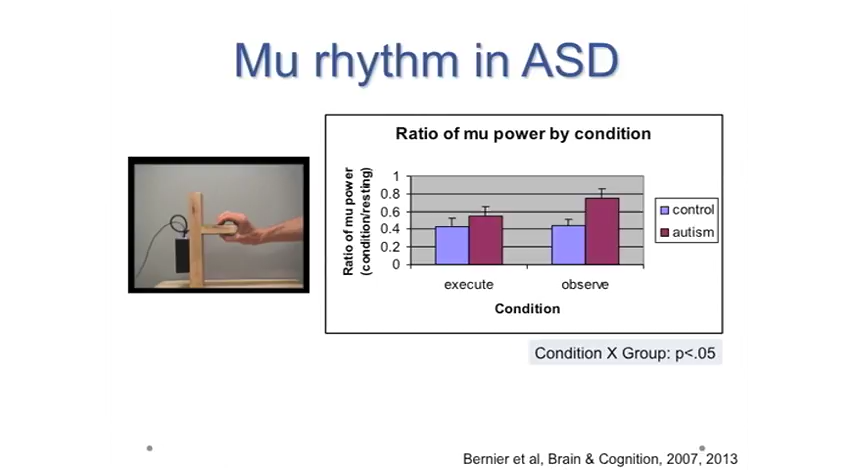 Mu rhythm in ASD
Ratio of mu power by condition
Ratio of mu power
(condition/resting)
1
0.8
0.6
0.4
0.2
0
execute observe
Condition
control
autism
Condition X Group: p<.05
Bernier et al, Brain & Cognition, 2007, 2013